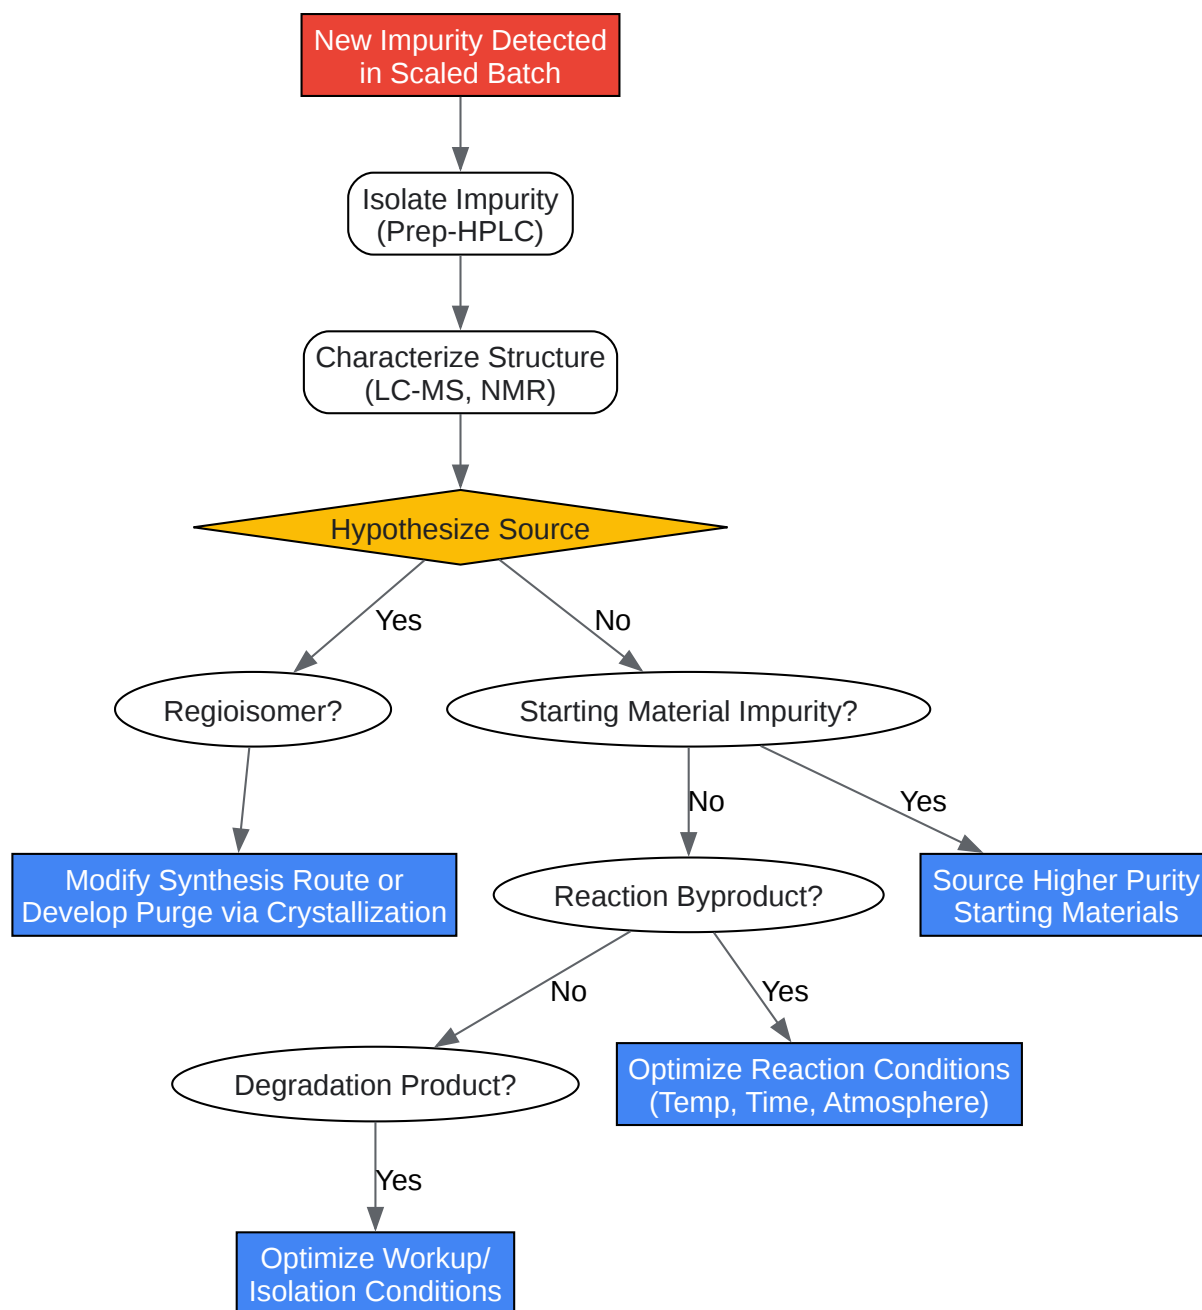 New Impurity Detected
in Scaled Batch
Isolate Impurity
(Prep-HPLC)
Characterize Structure
(LC-MS, NMR)
Hypothesize Source
Yes
No
Regioisomer?
Starting Material Impurity?
No
Yes
Modify Synthesis Route or
Develop Purge via Crystallization
Reaction Byproduct?
Source Higher Purity
Starting Materials
No
Yes
Degradation Product?
Optimize Reaction Conditions
(Temp, Time, Atmosphere)
Yes
Optimize Workup/
Isolation Conditions